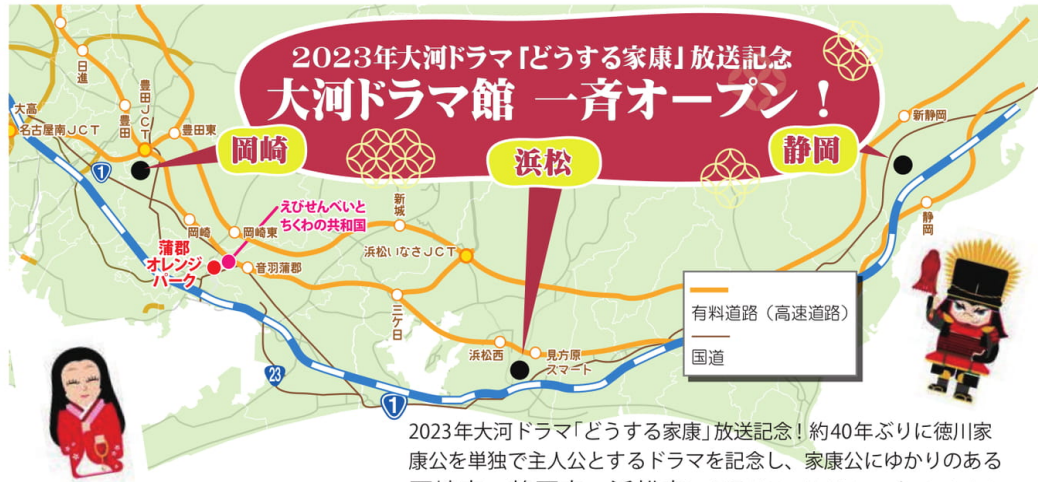 2023年大河ドラマ「どうする家康」放送記念
大河ドラマ館 一斉オープン！
岡崎
浜松
静岡
日進
豊田JCT
豊田
豊田東
大高
名古屋南JCT
1
新静岡
静岡
えびせんべいと
ちくわの共和国
岡崎
岡崎東
新城
蒲郡
オレンジ
パーク
音羽蒲郡
浜松いなさJCT
三ケ日
浜松西
見方原
スマート
23
1
有料道路（高速道路）
国道
2023年大河ドラマ「どうする家康」放送記念！約40年ぶりに徳川家
康公を単独で主人公とするドラマを記念し、家康公にゆかりのある